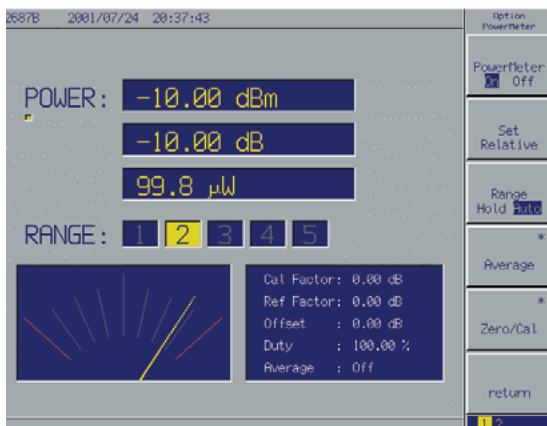 2687B 2001/07/24 20:37:43
Option
PowerMeter
PowerMeter
On Off
POWER: -10.00 dBm
-10.00 dB
99.8 µW
Set
Relative
Range
Hold Auto
RANGE: 1 2 3 4 5
*
Average
Cal Factor: 0.00 dB
Ref Factor: 0.00 dB
Offset : 0.00 dB
Duty : 100.00 %
Average : Off
*
Zero/Cal
return
1 2